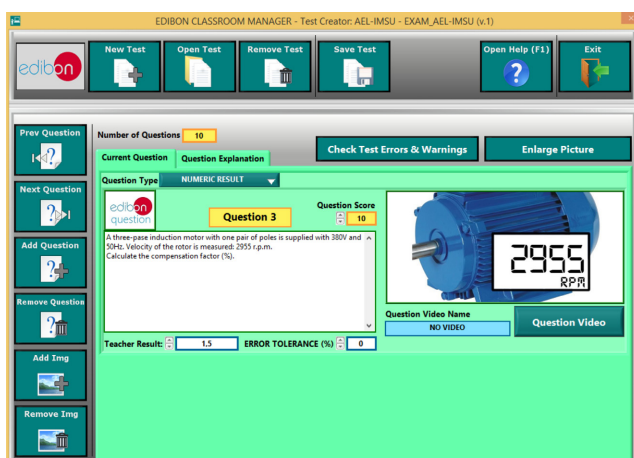 EDIBON CLASSROOM MANAGER - Test Creator: AEL-IMSU - EXAM_AEL-IMSU (v.1)
edibon
New Test
Open Test
Remove Test
Save Test
Open Help (F1)
Exit
Prev Question
Next Question
Add Question
Remove Question
Add Img
Remove Img
Number of Questions 10
Check Test Errors & Warnings
Enlarge Picture
Current Question
Question Explanation
Question Type NUMERIC RESULT
edibon
question
Question 3
Question Score
10
A three-pase induction motor with one pair of poles is supplied with 380V and
50Hz. Velocity of the rotor is measured: 2955 r.p.m.
Calculate the compensation factor (%).
2955
RPM
Question Video Name
NO VIDEO
Question Video
Teacher Result: 1.5 ERROR TOLERANCE (%) 0